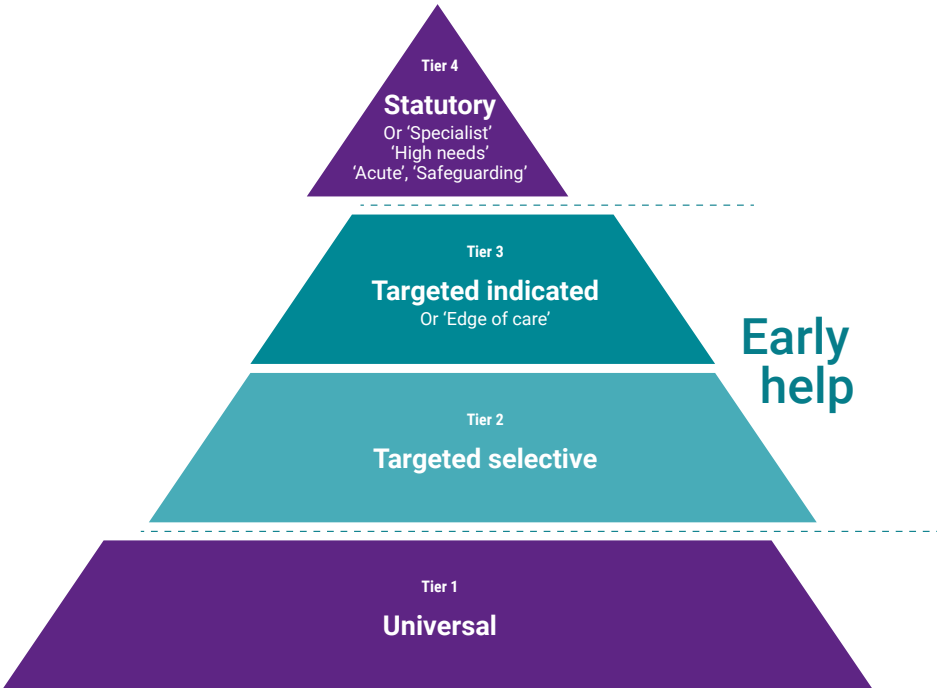 Tier 4
Statutory
Or ‘Specialist’
‘High needs’
‘Acute’, ‘Safeguarding’
Tier 3
Targeted indicated
Or ‘Edge of care’
Early
help
Tier 2
Targeted selective
Tier 1
Universal